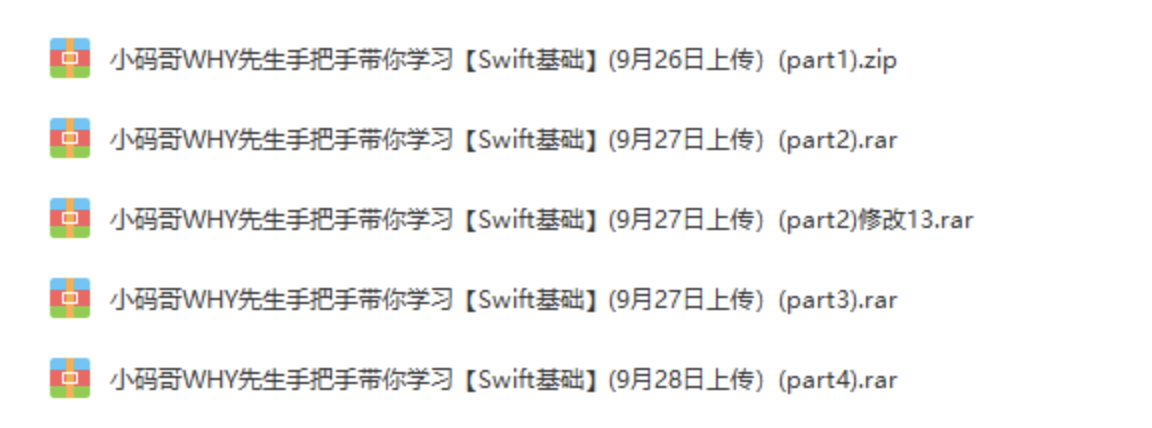 小码哥WHY先生手把手带你学习【Swift基础】(9月26日上传）(part1).zip
小码哥WHY先生手把手带你学习【Swift基础】(9月27日上传）(part2).rar
小码哥WHY先生手把手带你学习【Swift基础】(9月27日上传）(part2)修改13.rar
小码哥WHY先生手把手带你学习【Swift基础】(9月27日上传）(part3).rar
小码哥WHY先生手把手带你学习【Swift基础】(9月28日上传）(part4).rar